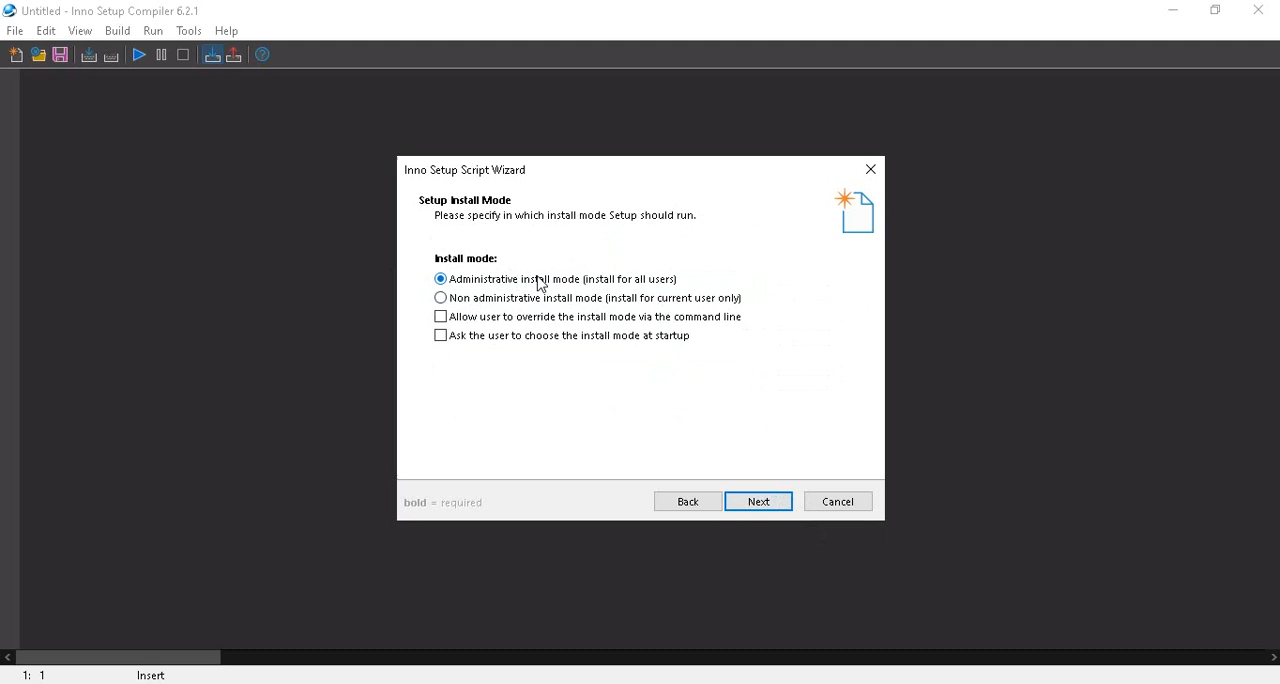 Untitled - Inno Setup Compiler 6.2.1
File Edit View Build Run Tools Help
Inno Setup Script Wizard
Setup Install Mode
Please specify in which install mode Setup should run.
Install mode:
Administrative install mode (install for all users)
Non administrative install mode (install for current user only)
Allow user to override the install mode via the command line
Ask the user to choose the install mode at startup
bold = required
Back Next Cancel
1: 1 Insert